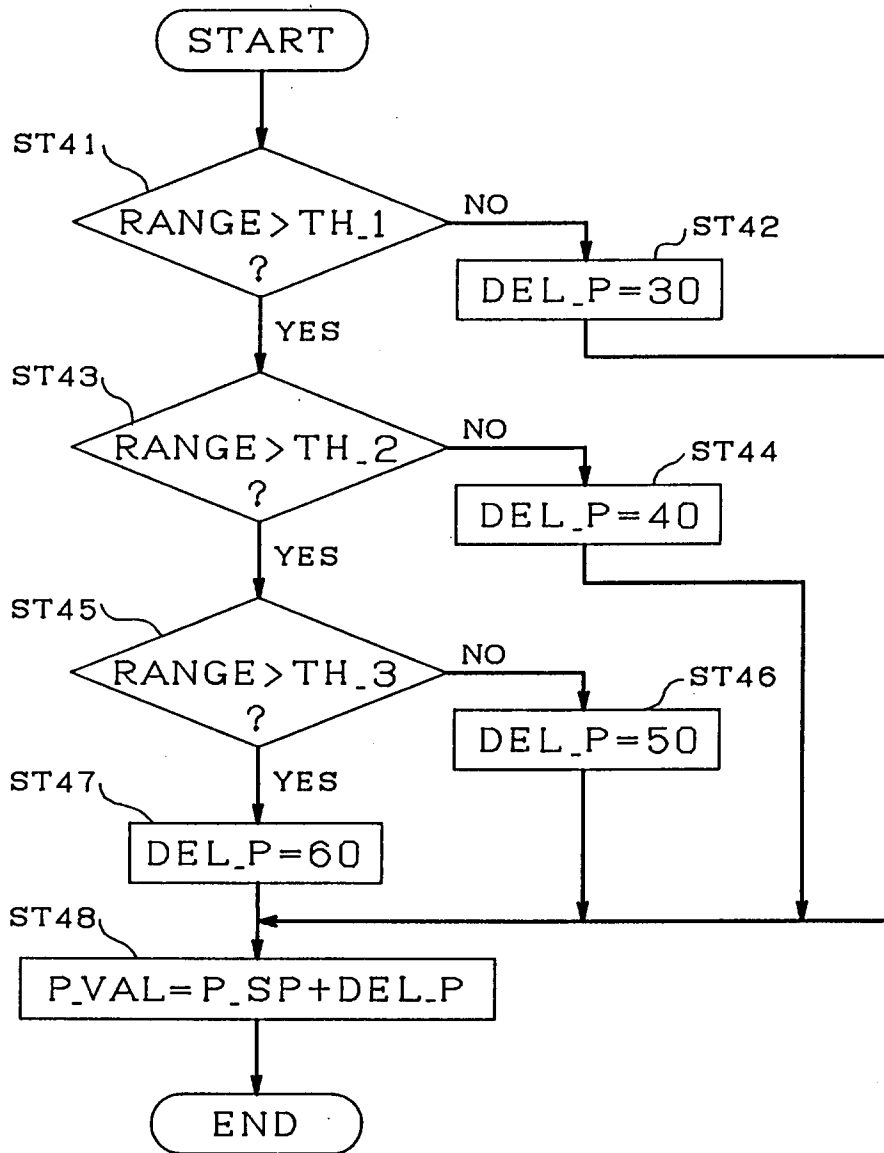 START
ST41
RANGE>TH_1
?
NO
ST42
DEL_P=30
YES
ST43
RANGE>TH_2
?
NO
ST44
DEL_P=40
YES
ST45
RANGE>TH_3
?
NO
ST46
DEL_P=50
YES
ST47
DEL_P=60
ST48
P_VAL=P_SP+DEL_P
END